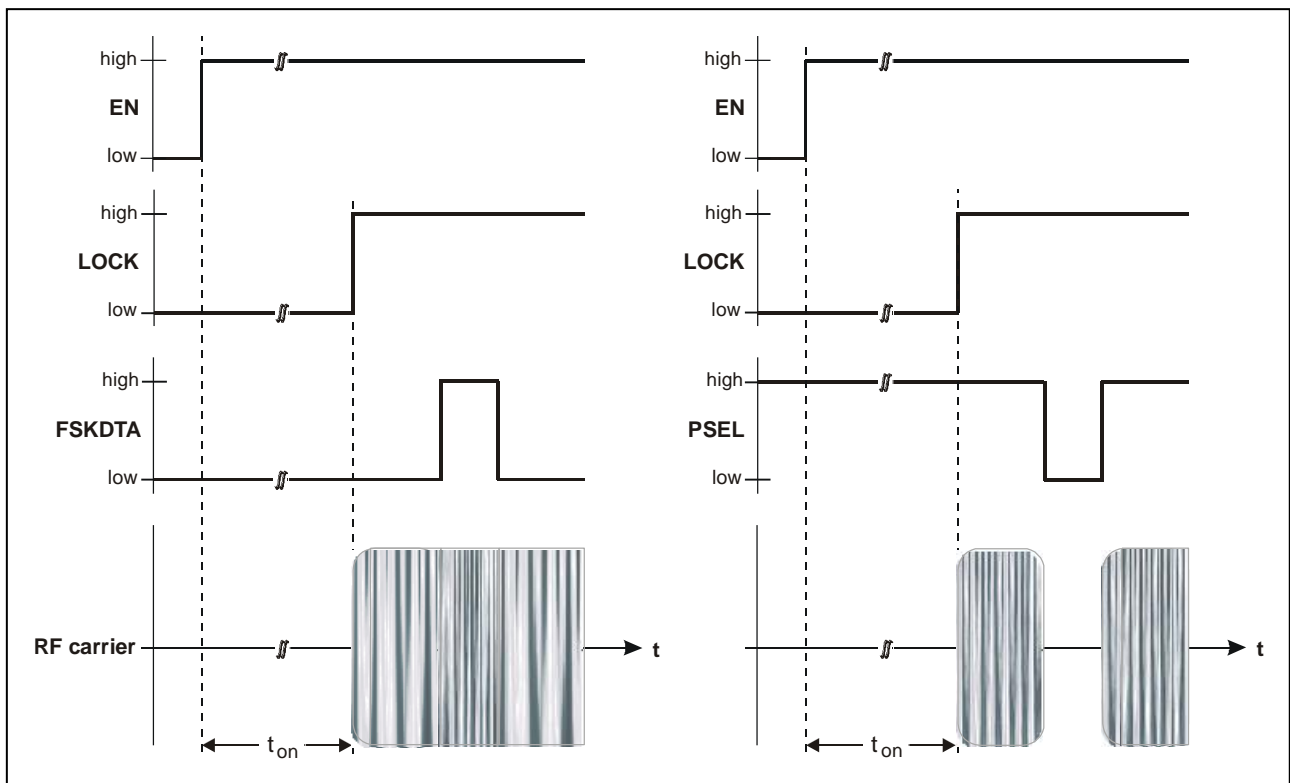 high
EN
low
high
LOCK
low
high
FSKDTA
low
RF carrier
t
t on
high
EN
low
high
LOCK
low
high
PSEL
low
t
t on